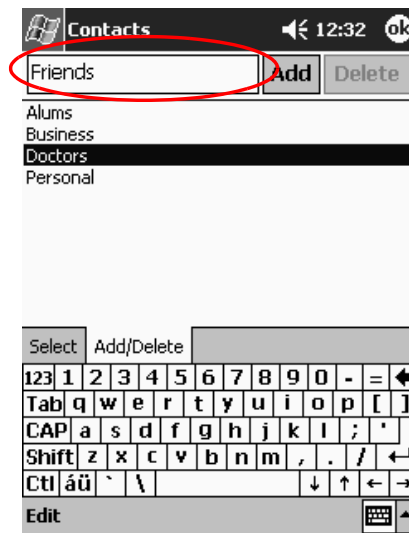 Contacts 12:32 ok
Friends Add Delete
Alums
Business
Doctors
Personal
Select Add/Delete
123 1 2 3 4 5 6 7 8 9 0 - =
Tab q w e r t y u i o p [ ]
CAP a s d f g h j k l ; '
Shift z x c v b n m , . /
Ctl áü ` \ ↓ ↑ ← →
Edit